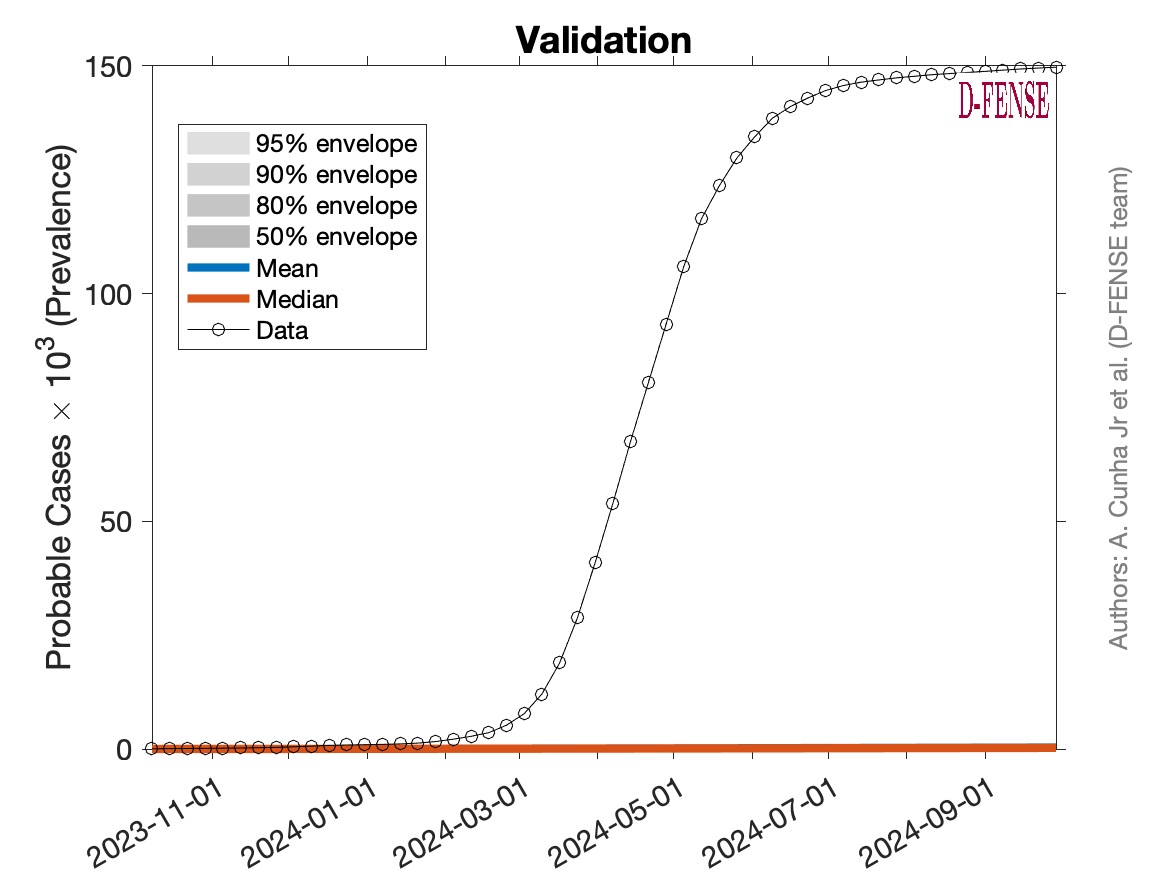 Validation
150
100
50
0
Probable Cases × 10³ (Prevalence)
95% envelope
90% envelope
80% envelope
50% envelope
Mean
Median
Data
D-FENSE
2023-11-01
2024-01-01
2024-03-01
2024-05-01
2024-07-01
2024-09-01
Authors: A. Cunha Jr et al. (D-FENSE team)